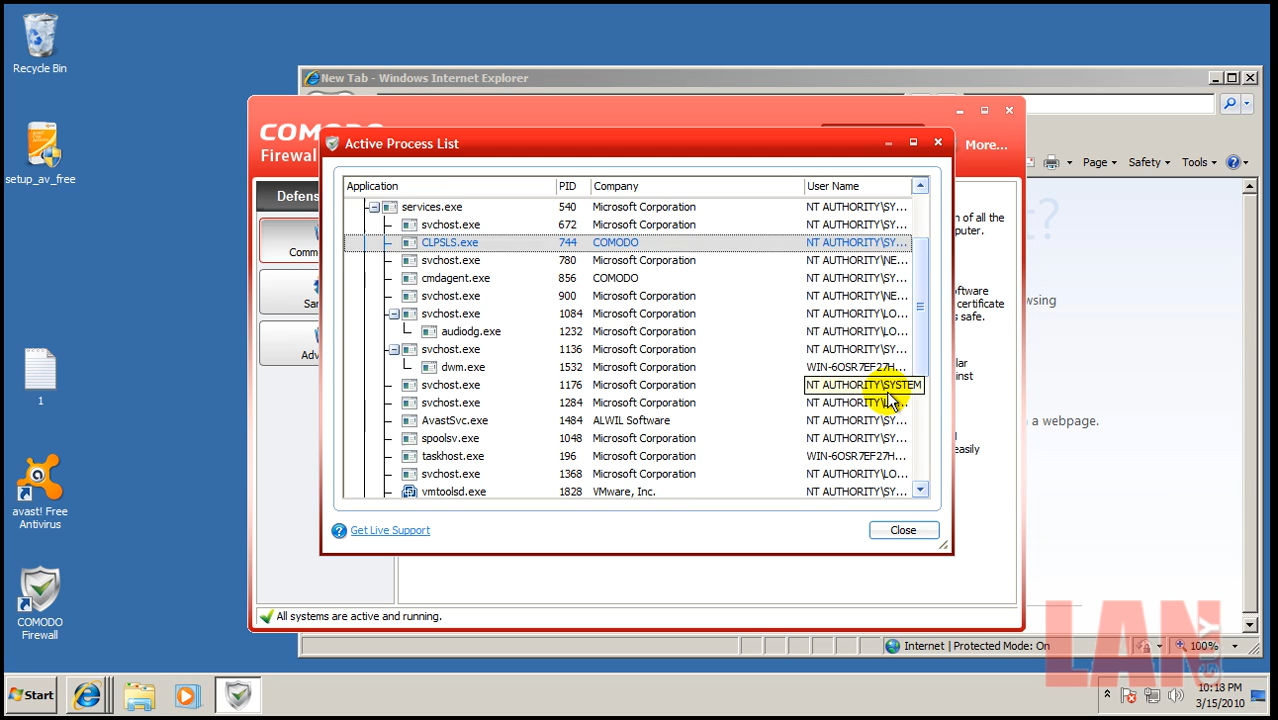 Recycle Bin
setup_av_free
1
avast! Free
Antivirus
COMODO
Firewall
New Tab - Windows Internet Explorer
COMODO
Firewall
More...
Page
Safety
Tools
Active Process List
Application PID Company User Name
services.exe 540 Microsoft Corporation NT AUTHORITY\SY...
svchost.exe 672 Microsoft Corporation NT AUTHORITY\SY...
CLPSLS.exe 744 COMODO NT AUTHORITY\SY...
svchost.exe 780 Microsoft Corporation NT AUTHORITY\NE...
cmdagent.exe 856 COMODO NT AUTHORITY\SY...
svchost.exe 900 Microsoft Corporation NT AUTHORITY\NE...
svchost.exe 1084 Microsoft Corporation NT AUTHORITY\LO...
audiodg.exe 1232 Microsoft Corporation NT AUTHORITY\LO...
svchost.exe 1136 Microsoft Corporation NT AUTHORITY\SY...
dwm.exe 1532 Microsoft Corporation WIN-6OSR7EF27H...
svchost.exe 1176 Microsoft Corporation NT AUTHORITY\SYSTEM
svchost.exe 1284 Microsoft Corporation NT AUTHORITY\LO...
AvastSvc.exe 1484 ALWIL Software NT AUTHORITY\SY...
spoolsv.exe 1048 Microsoft Corporation NT AUTHORITY\SY...
taskhost.exe 196 Microsoft Corporation WIN-6OSR7EF27H...
svchost.exe 1368 Microsoft Corporation NT AUTHORITY\LO...
vmtoolsd.exe 1828 VMware, Inc. NT AUTHORITY\SY...
Get Live Support
Close
Defens
Comm
San
Adv
n of all the
puter.
ftware
certificate
s safe.
lar
inst
easily
t?
wsing
a webpage.
All systems are active and running.
Internet | Protected Mode: On
100%
LAN
GUY
Start
10:18 PM
3/15/2010